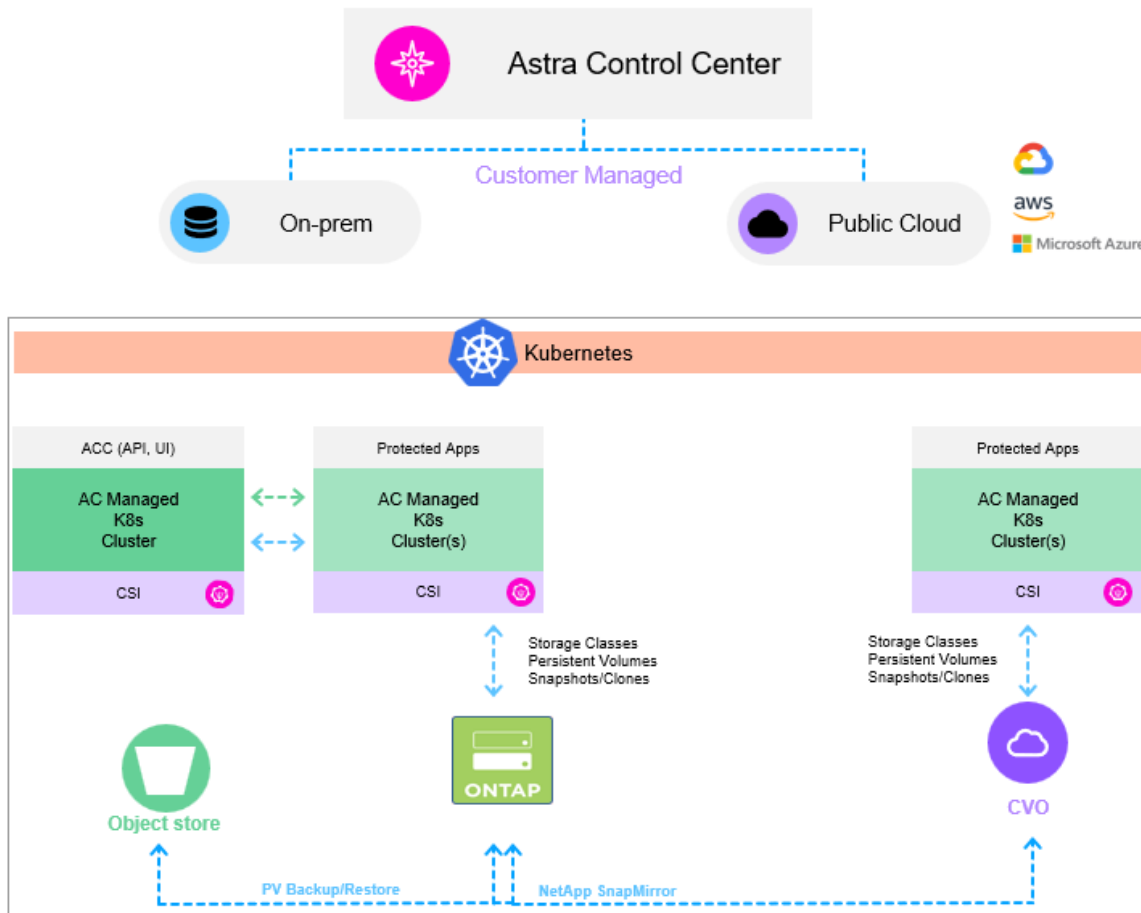 Astra Control Center
Customer Managed
On-prem
Public Cloud
aws
Microsoft Azure
Kubernetes
ACC (API, UI)
AC Managed
K8s
Cluster
CSI
Protected Apps
AC Managed
K8s
Cluster(s)
CSI
Protected Apps
AC Managed
K8s
Cluster(s)
CSI
Storage Classes
Persistent Volumes
Snapshots/Clones
Storage Classes
Persistent Volumes
Snapshots/Clones
Object store
ONTAP
CVO
PV Backup/Restore
NetApp SnapMirror